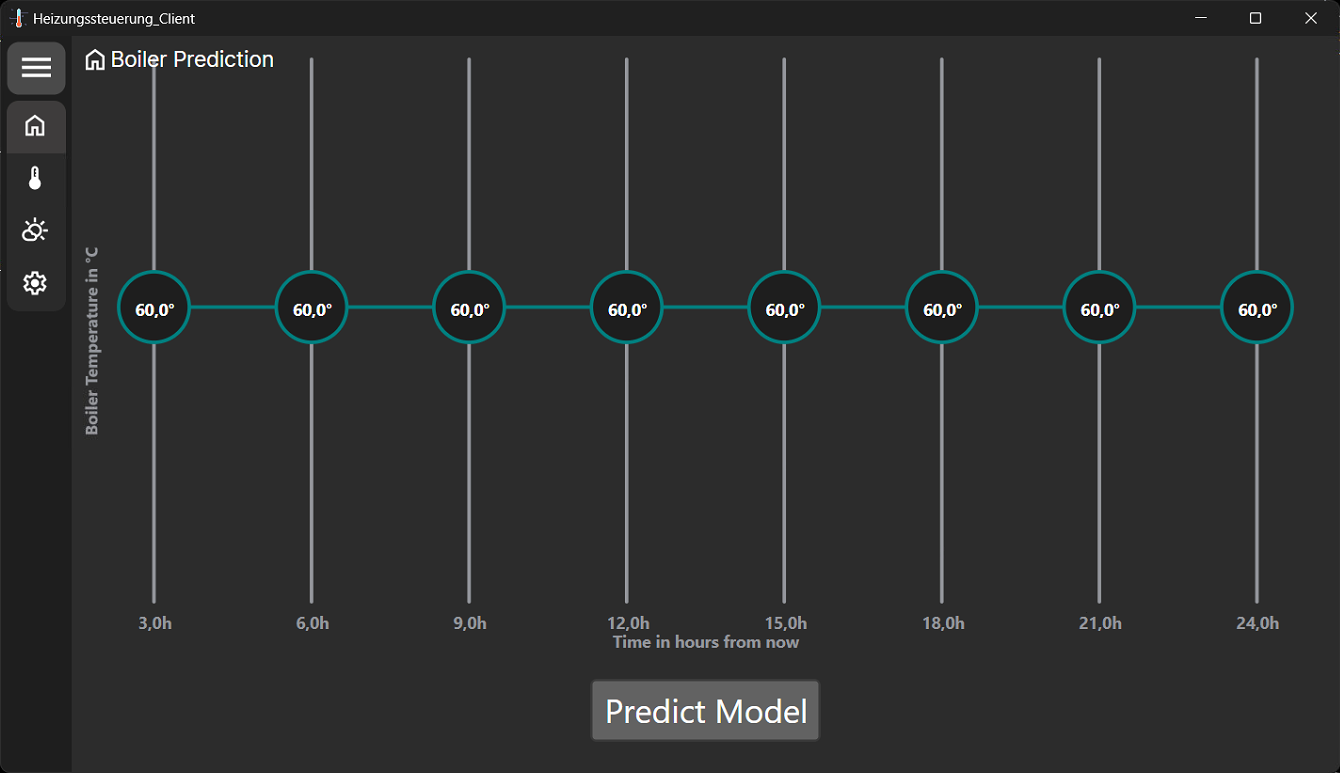 Heizungssteuerung_Client
Boiler Prediction
Boiler Temperature in °C
60,0° 60,0° 60,0° 60,0° 60,0° 60,0° 60,0° 60,0°
3,0h 6,0h 9,0h 12,0h 15,0h 18,0h 21,0h 24,0h
Time in hours from now
Predict Model